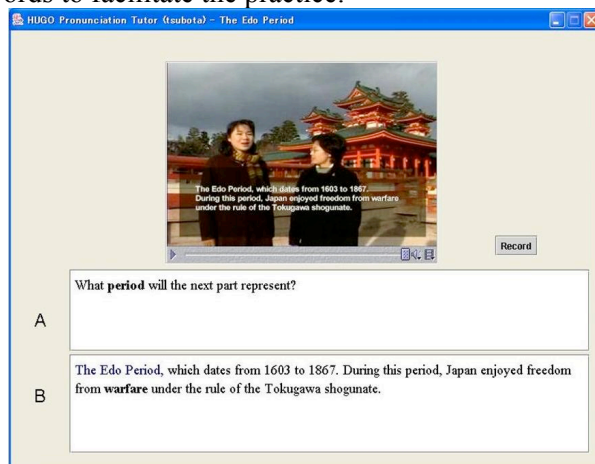 ords to facilitate the practice.
HUGO Pronunciation Tutor (tsubota) - The Edo Period
The Edo Period, which dates from 1603 to 1867.
During this period, Japan enjoyed freedom from warfare
under the rule of the Tokugawa shogunate.
Record
What period will the next part represent?
A
The Edo Period, which dates from 1603 to 1867. During this period, Japan enjoyed freedom
from warfare under the rule of the Tokugawa shogunate.
B